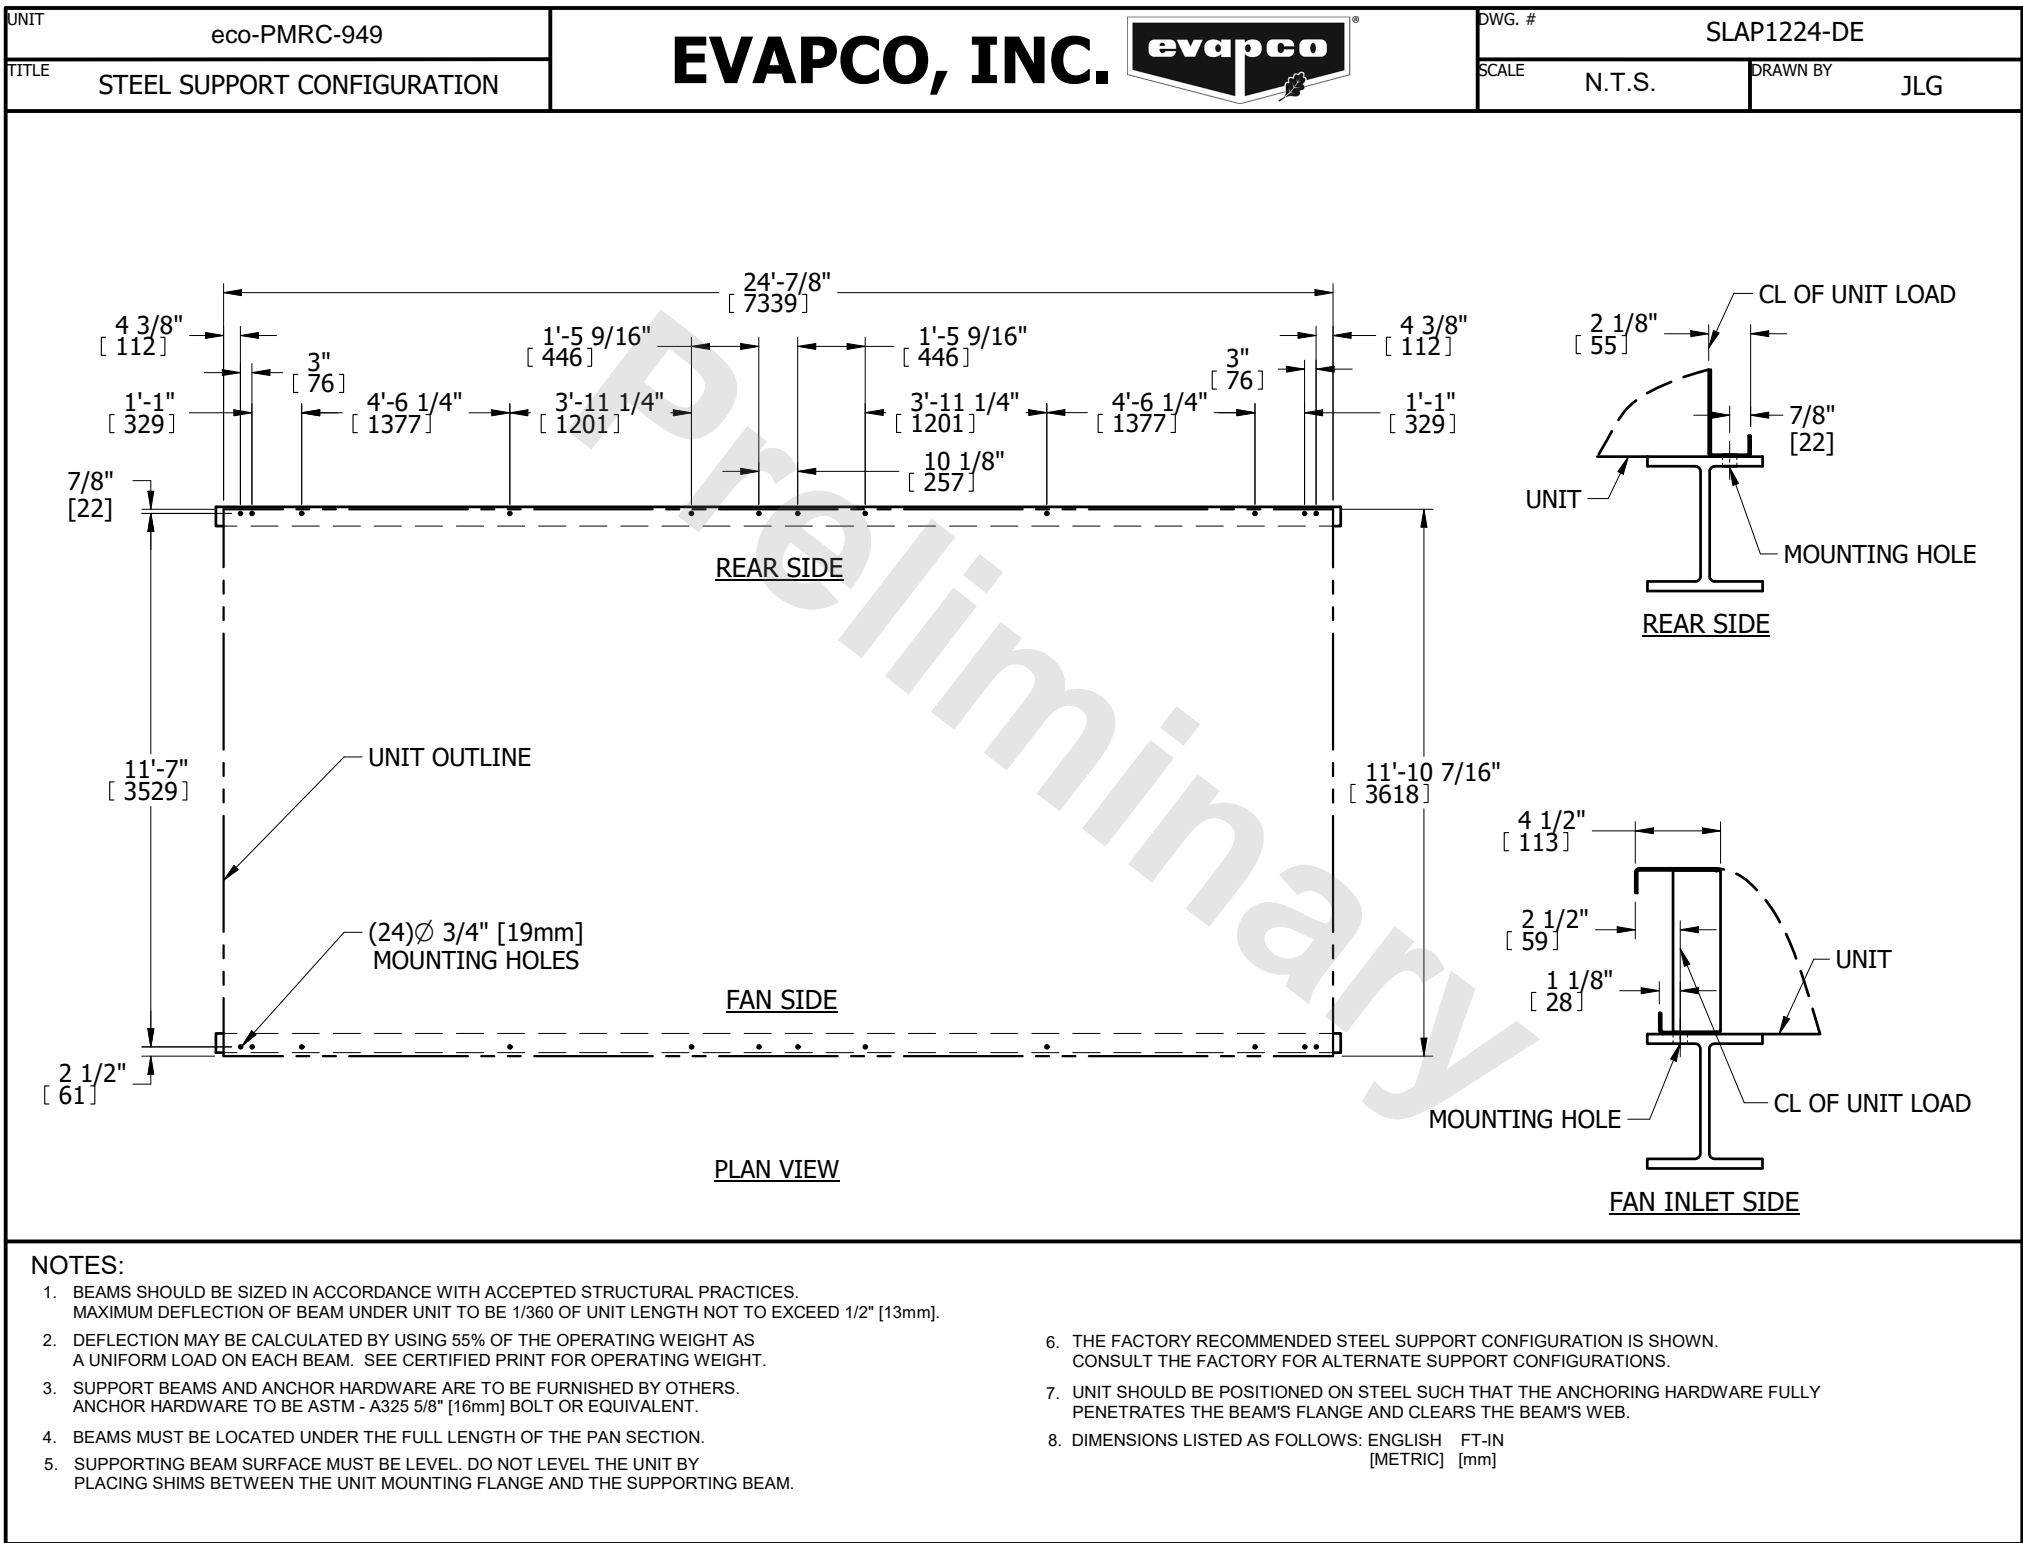 UNIT
eco-PMRC-949
TITLE
STEEL SUPPORT CONFIGURATION
EVAPCO, INC.
evapco
®
DWG. #
SLAP1224-DE
SCALE
N.T.S.
DRAWN BY
JLG
24'-7/8"
[ 7339]
4 3/8"
[ 112]
3"
[ 76]
1'-5 9/16"
[ 446]
1'-5 9/16"
[ 446]
3"
[ 76]
4 3/8"
[ 112]
1'-1"
[ 329]
4'-6 1/4"
[ 1377]
3'-11 1/4"
[ 1201]
3'-11 1/4"
[ 1201]
4'-6 1/4"
[ 1377]
1'-1"
[ 329]
10 1/8"
[ 257]
7/8"
[22]
REAR SIDE
UNIT OUTLINE
11'-7"
[ 3529]
11'-10 7/16"
[ 3618]
(24)∅ 3/4" [19mm]
MOUNTING HOLES
FAN SIDE
2 1/2"
[ 61]
PLAN VIEW
Preliminary
CL OF UNIT LOAD
2 1/8"
[ 55]
7/8"
[22]
UNIT
MOUNTING HOLE
REAR SIDE
4 1/2"
[ 113]
2 1/2"
[ 59]
1 1/8"
[ 28]
UNIT
CL OF UNIT LOAD
MOUNTING HOLE
FAN INLET SIDE
NOTES:
1. BEAMS SHOULD BE SIZED IN ACCORDANCE WITH ACCEPTED STRUCTURAL PRACTICES.
MAXIMUM DEFLECTION OF BEAM UNDER UNIT TO BE 1/360 OF UNIT LENGTH NOT TO EXCEED 1/2" [13mm].
2. DEFLECTION MAY BE CALCULATED BY USING 55% OF THE OPERATING WEIGHT AS
A UNIFORM LOAD ON EACH BEAM. SEE CERTIFIED PRINT FOR OPERATING WEIGHT.
3. SUPPORT BEAMS AND ANCHOR HARDWARE ARE TO BE FURNISHED BY OTHERS.
ANCHOR HARDWARE TO BE ASTM - A325 5/8" [16mm] BOLT OR EQUIVALENT.
4. BEAMS MUST BE LOCATED UNDER THE FULL LENGTH OF THE PAN SECTION.
5. SUPPORTING BEAM SURFACE MUST BE LEVEL. DO NOT LEVEL THE UNIT BY
PLACING SHIMS BETWEEN THE UNIT MOUNTING FLANGE AND THE SUPPORTING BEAM.
6. THE FACTORY RECOMMENDED STEEL SUPPORT CONFIGURATION IS SHOWN.
CONSULT THE FACTORY FOR ALTERNATE SUPPORT CONFIGURATIONS.
7. UNIT SHOULD BE POSITIONED ON STEEL SUCH THAT THE ANCHORING HARDWARE FULLY
PENETRATES THE BEAM'S FLANGE AND CLEARS THE BEAM'S WEB.
8. DIMENSIONS LISTED AS FOLLOWS: ENGLISH FT-IN
[METRIC] [mm]